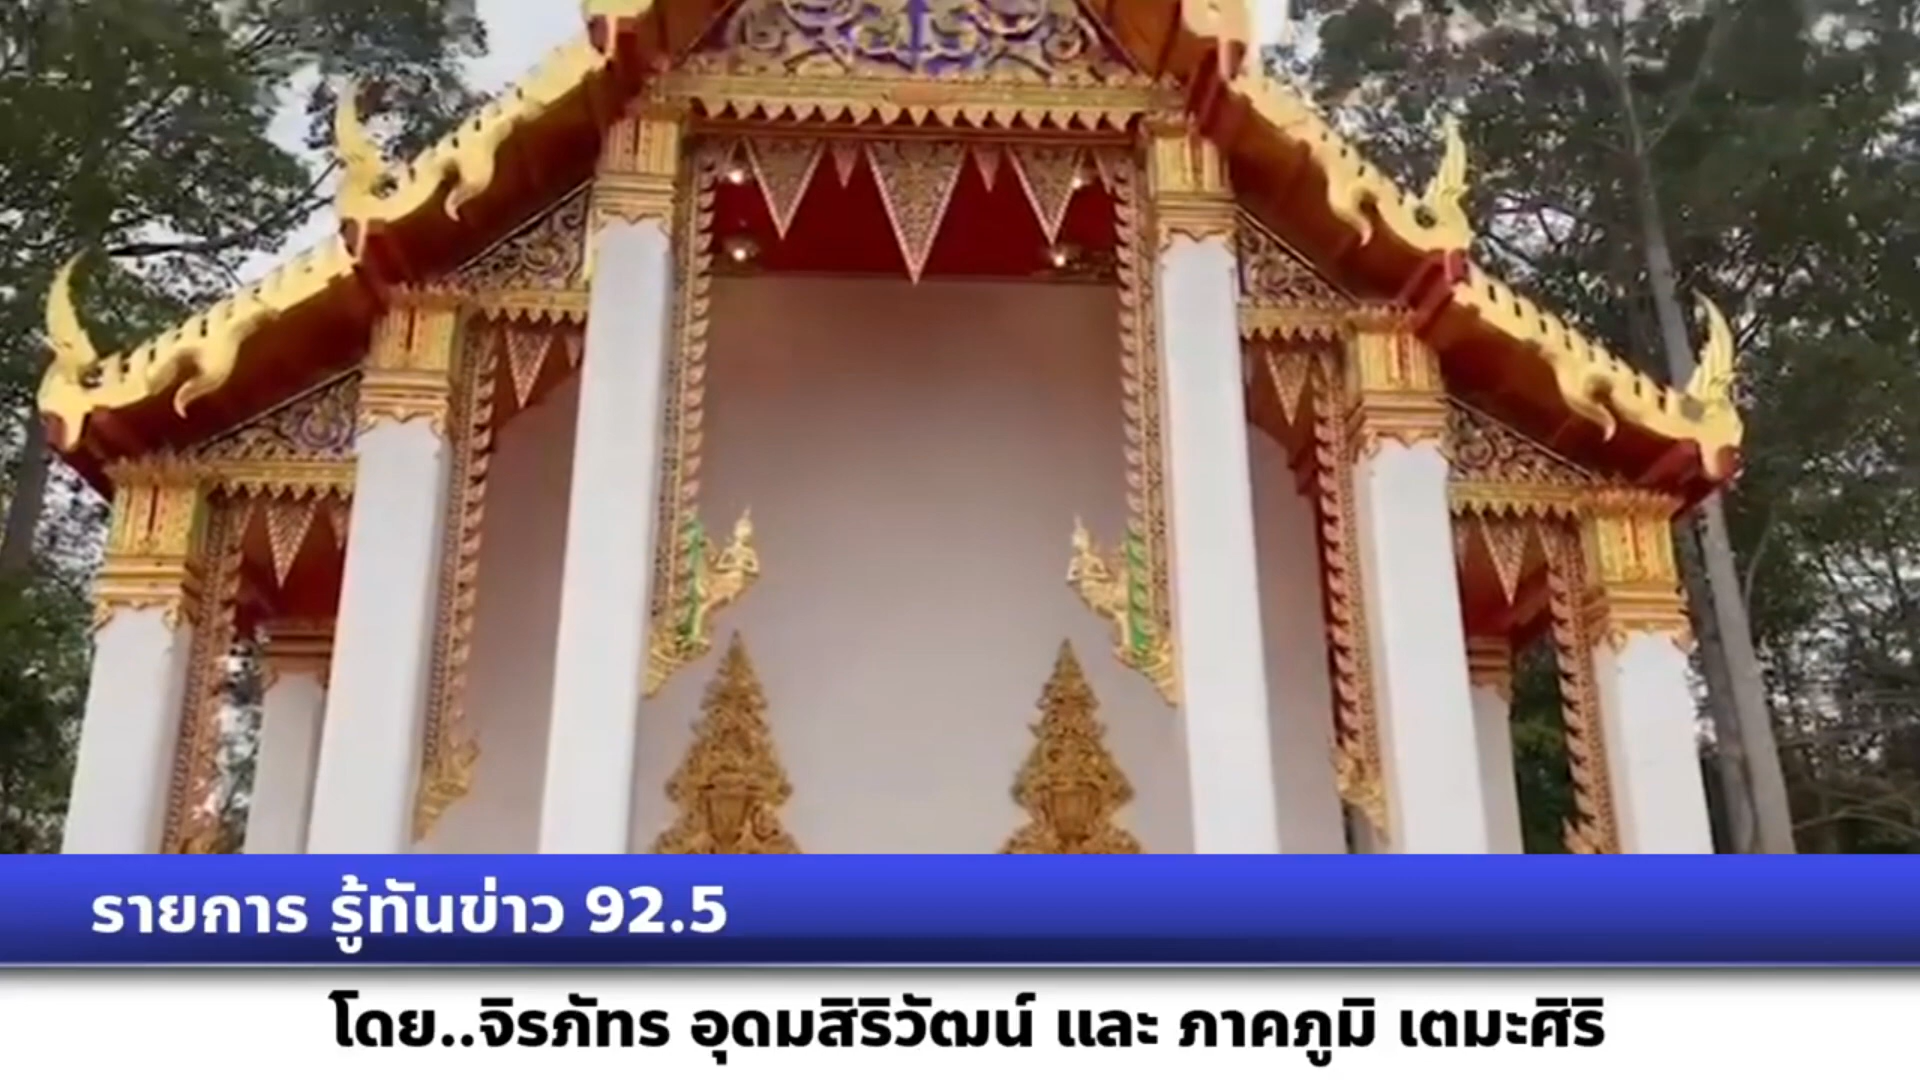 รายการ รู้ทันข่าว 92.5
โดย..จิรภัทร อุดมสิริวัฒน์ และ ภาคภูมิ เตมะศิริ